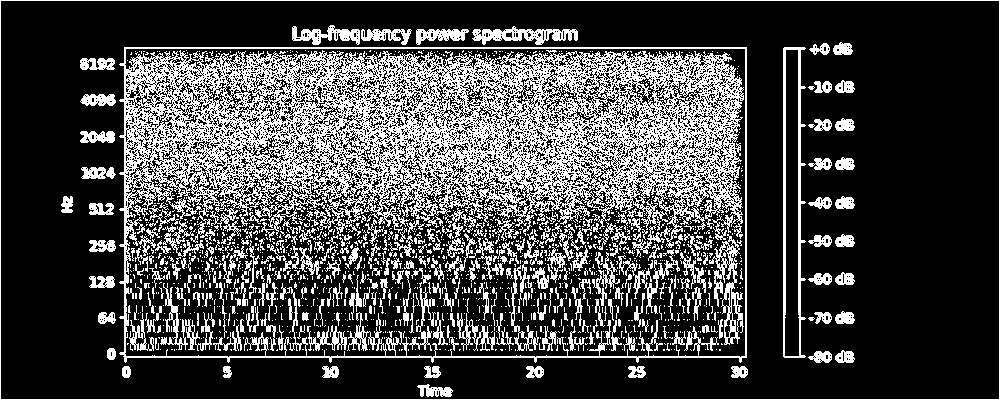 Log-frequency power spectrogram
+0 dB
8192
-10 dB
4096
-20 dB
2048
-30 dB
1024
-40 dB
Hz
512
-50 dB
256
-60 dB
128
-70 dB
64
-80 dB
0
0 5 10 15 20 25 30
Time